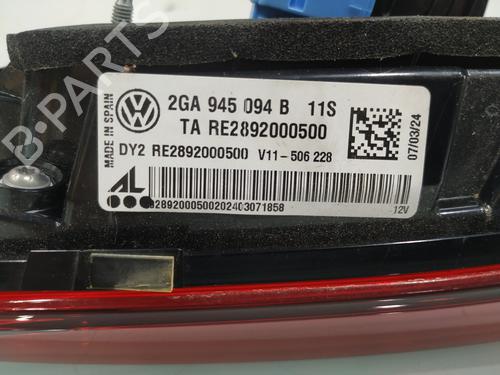 MADE IN SPAIN
2GA 945 094 B 11S
TA RE2892000500
DY2 RE2892000500 V11-506 228
07/03/24
AL
2892000500202403071858
12V
B-PARTS